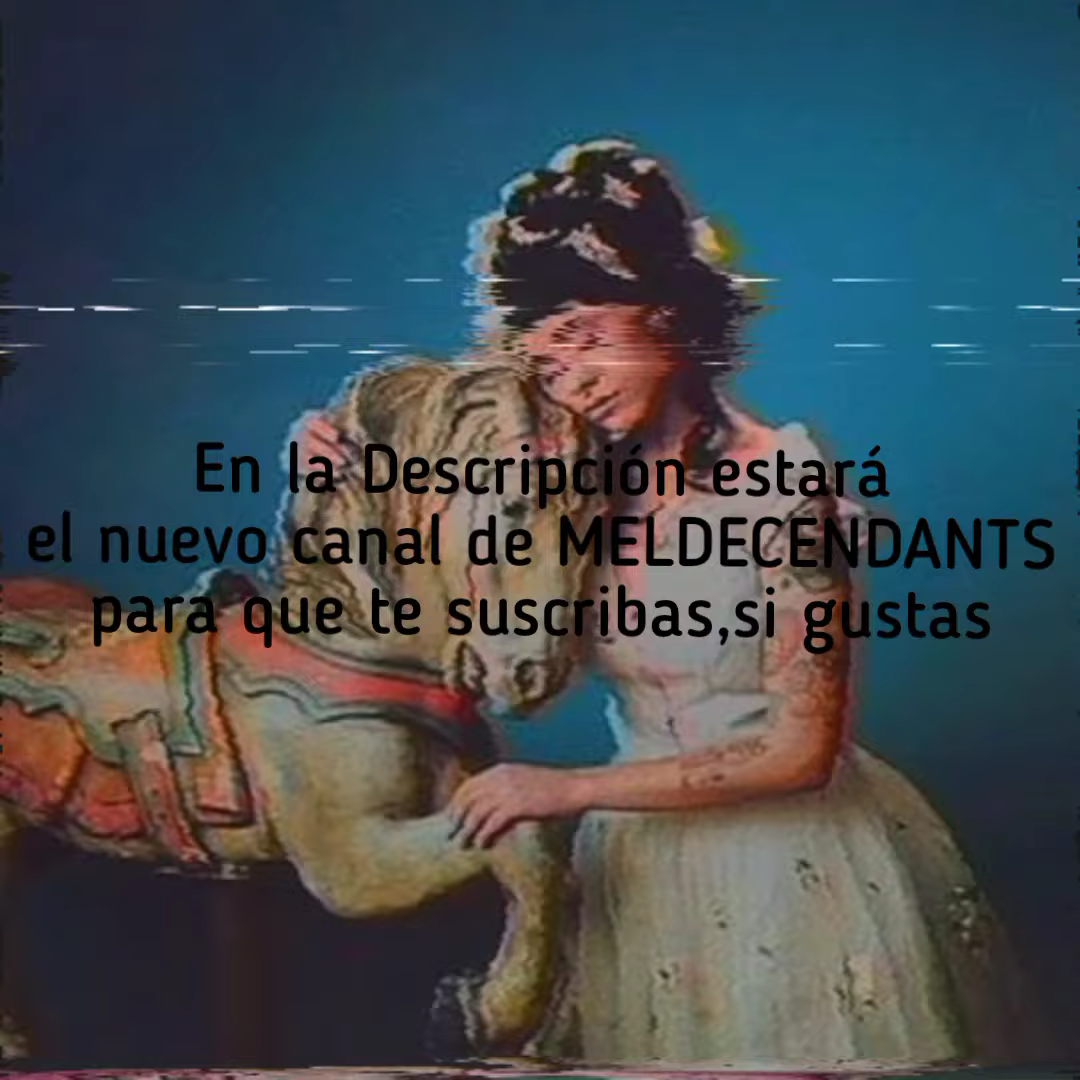 En la Descripción estará
el nuevo canal de MELDECENDANTS
para que te suscribas,si gustas